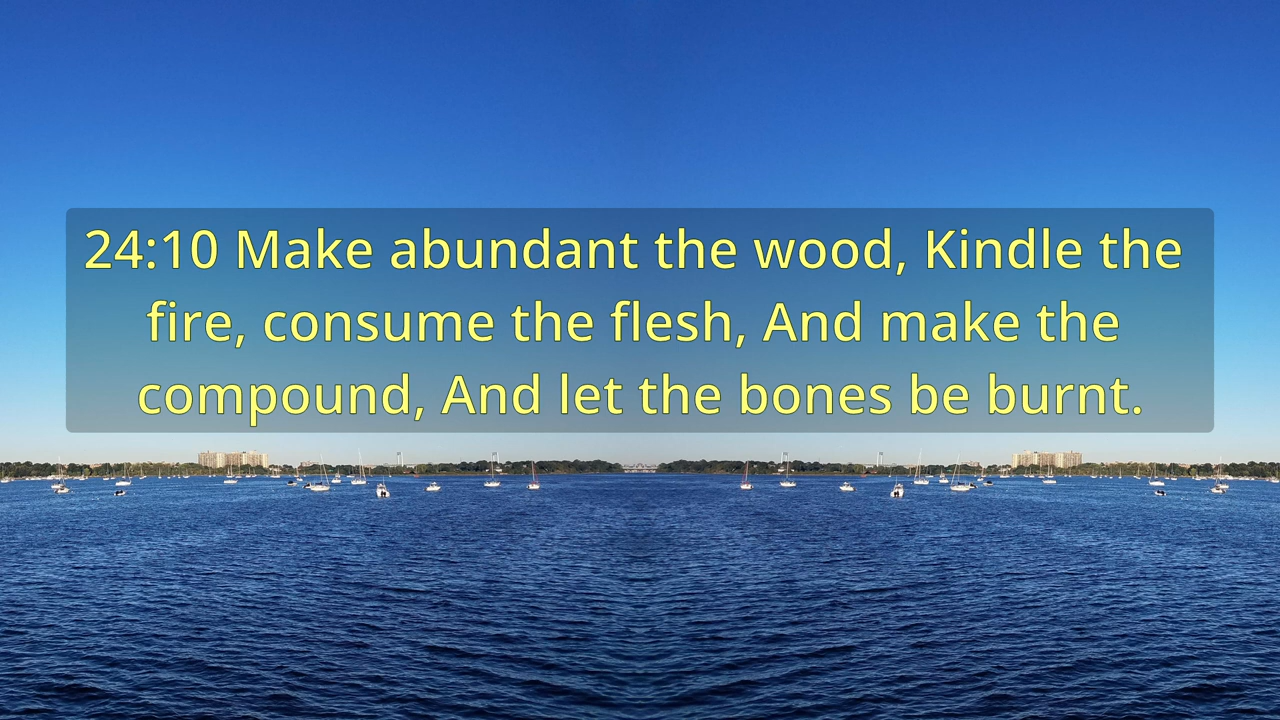 24:10 Make abundant the wood, Kindle the
fire, consume the flesh, And make the
compound, And let the bones be burnt.